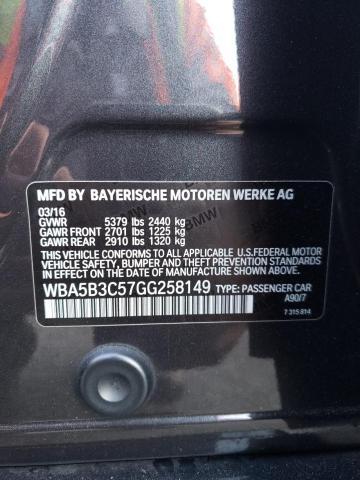 MFD BY BAYERISCHE MOTOREN WERKE AG
03/16
GVWR 5379 lbs 2440 kg
GAWR FRONT 2701 lbs 1225 kg
GAWR REAR 2910 lbs 1320 kg
THIS VEHICLE CONFORMS TO ALL APPLICABLE U.S. FEDERAL MOTOR
VEHICLE SAFETY, BUMPER AND THEFT PREVENTION STANDARDS IN
EFFECT ON THE DATE OF MANUFACTURE SHOWN ABOVE.
WBA5B3C57GG258149 TYPE: PASSENGER CAR
A90/7
7 315 814